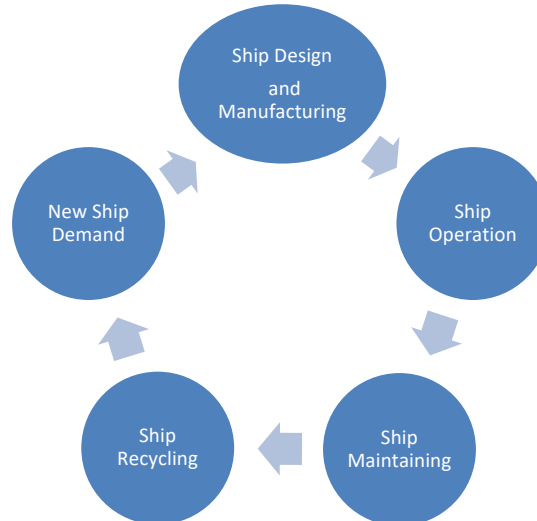 Ship Design
and
Manufacturing
Ship
Operation
Ship
Maintaining
Ship
Recycling
New Ship
Demand